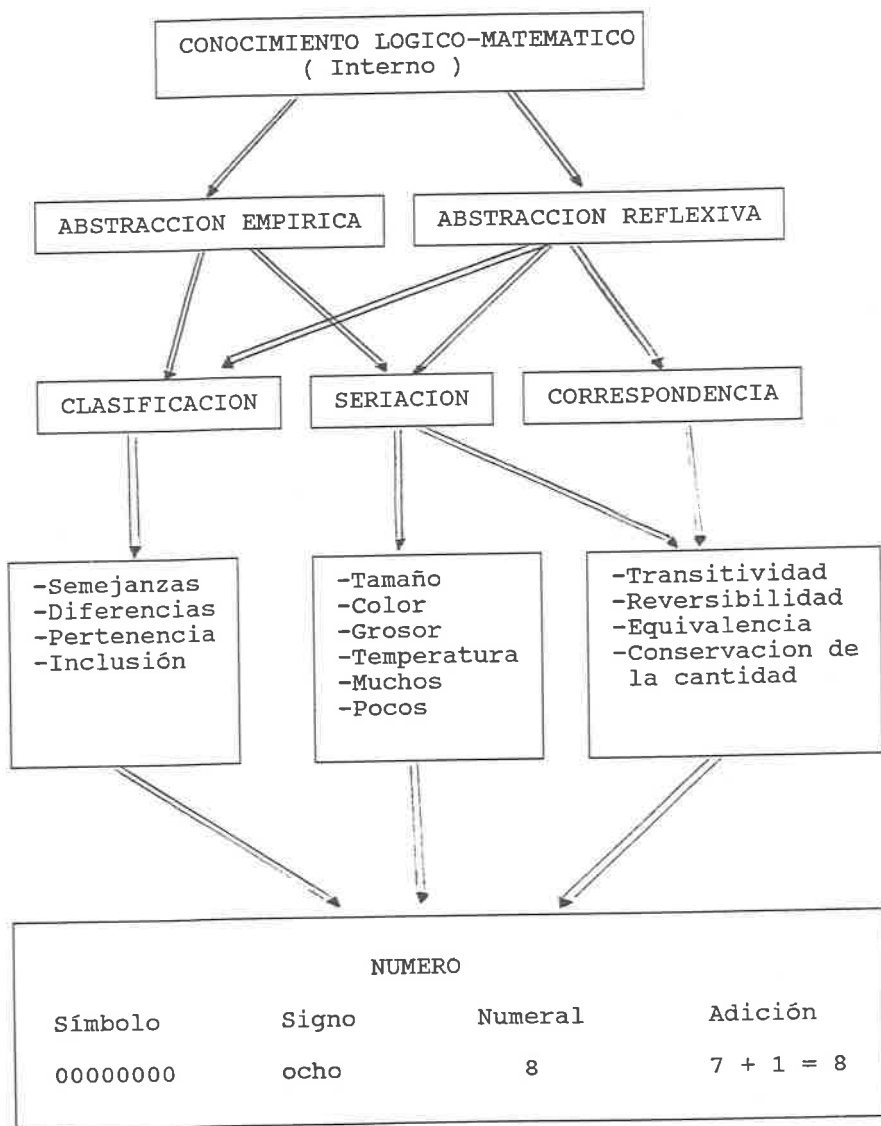 CONOCIMIENTO LOGICO-MATEMATICO
( Interno )
ABSTRACCION EMPIRICA
ABSTRACCION REFLEXIVA
CLASIFICACION
SERIACION
CORRESPONDENCIA
-Semejanzas
-Diferencias
-Pertenencia
-Inclusión
-Tamaño
-Color
-Grosor
-Temperatura
-Muchos
-Pocos
-Transitividad
-Reversibilidad
-Equivalencia
-Conservacion de
la cantidad
NUMERO
Símbolo Signo Numeral Adición
00000000 ocho 8 7 + 1 = 8